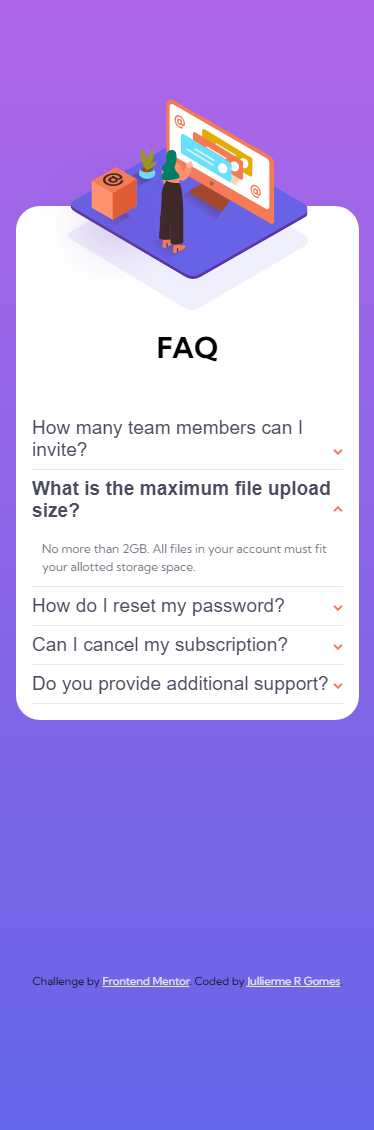 FAQ
How many team members can I
invite?
What is the maximum file upload
size?
No more than 2GB. All files in your account must fit
your allotted storage space.
How do I reset my password?
Can I cancel my subscription?
Do you provide additional support?
Challenge by Frontend Mentor. Coded by Jullierme R Gomes.